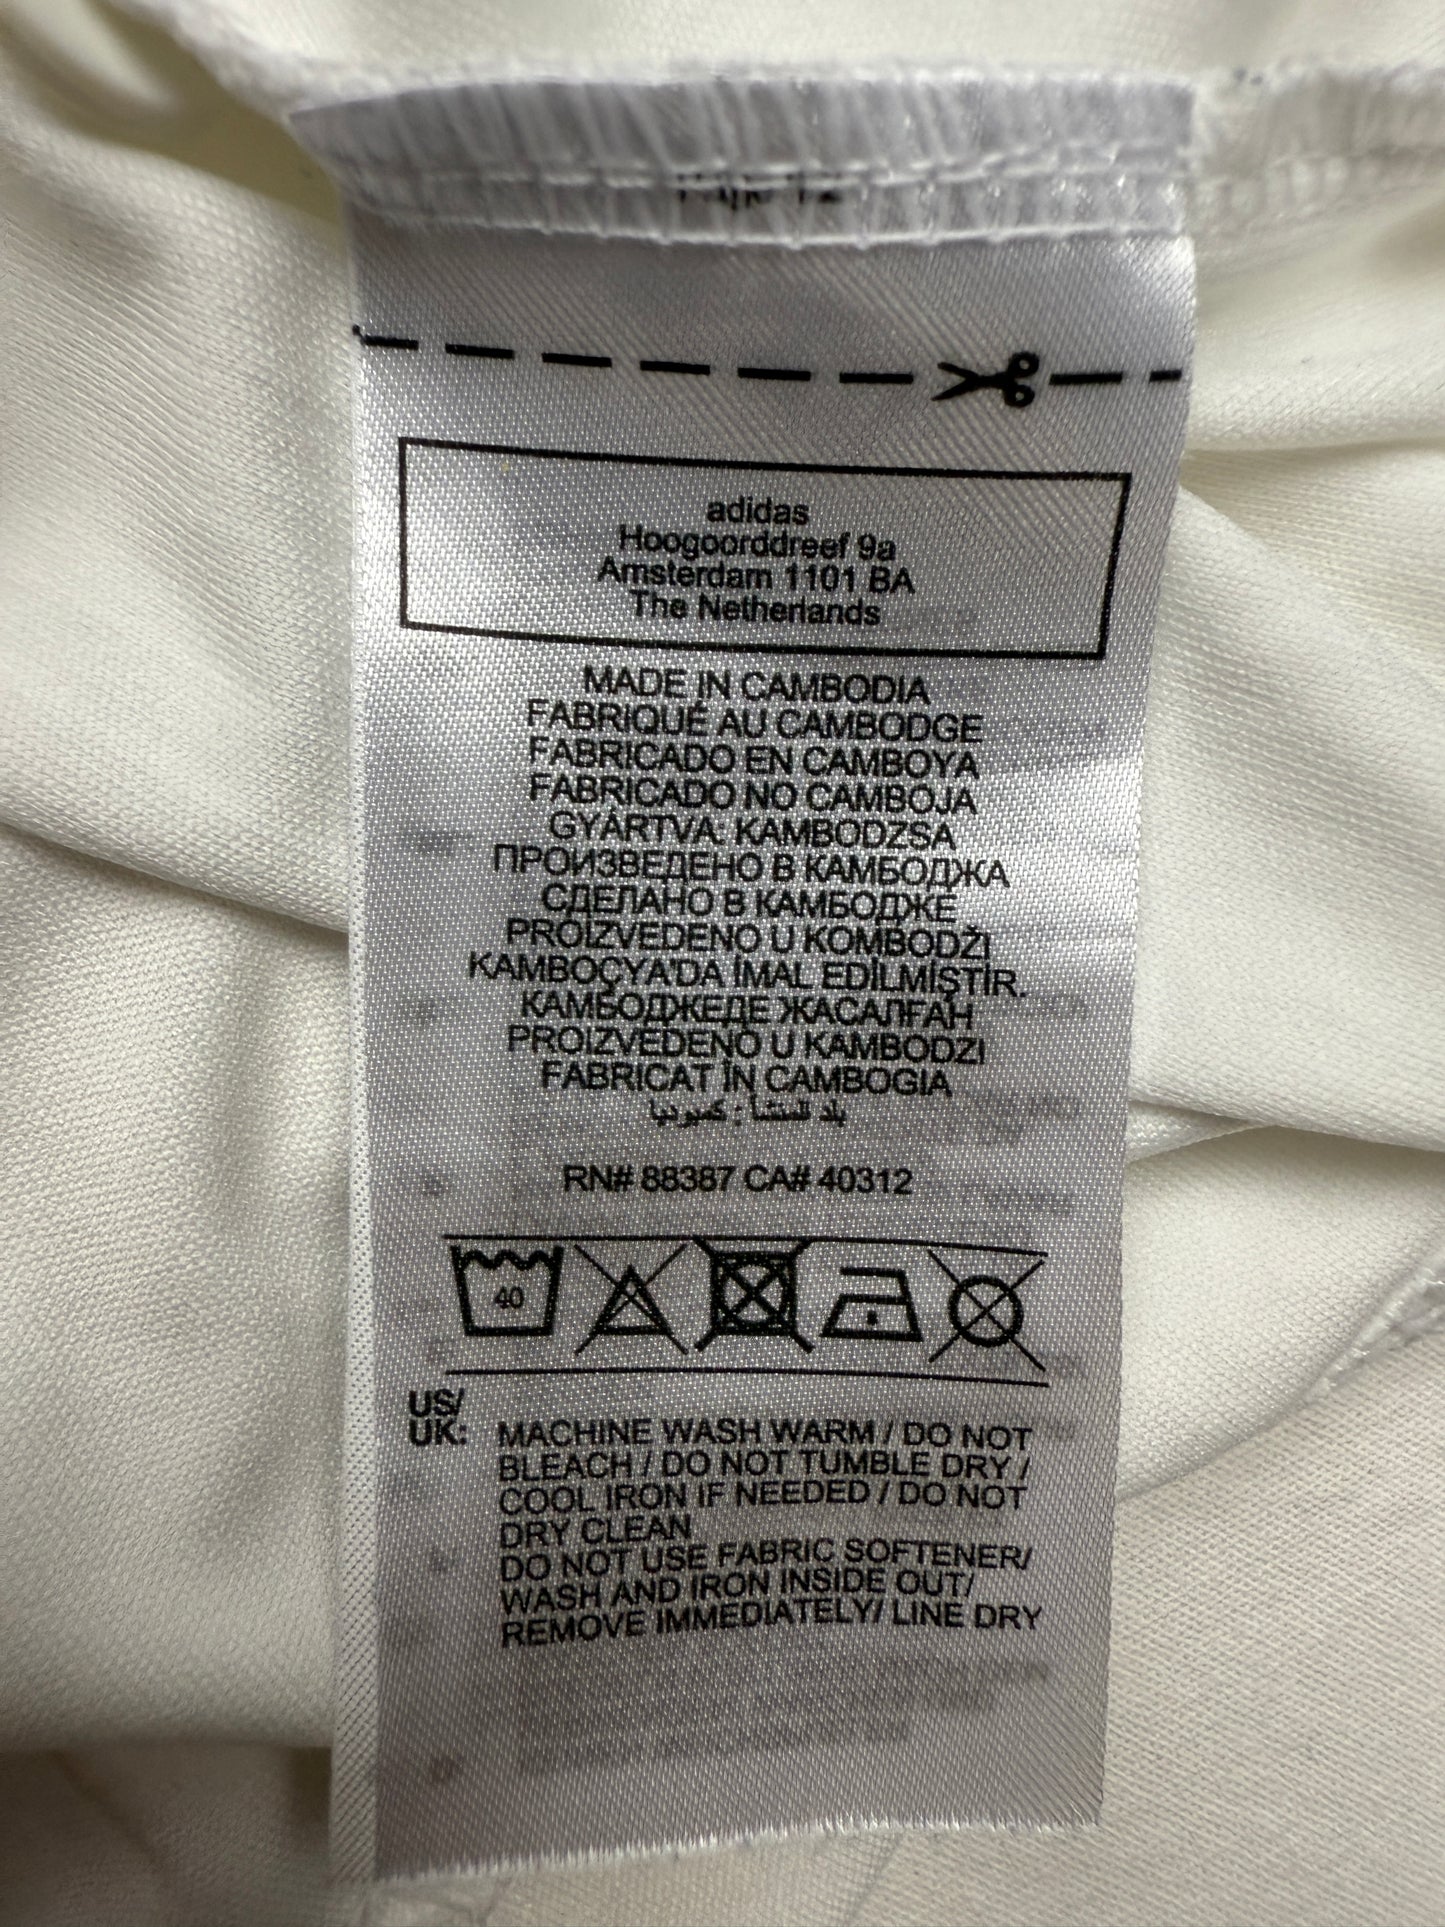 adidas
Hoogoorddreef 9a
Amsterdam 1101 BA
The Netherlands
MADE IN CAMBODIA
FABRIQUÉ AU CAMBODGE
FABRICADO EN CAMBOYA
FABRICADO NO CAMBOJA
GYÁRTVA: KAMBODZSA
ПРОИЗВЕДЕНО В КАМБОДЖА
СДЕЛАНО В КАМБОДЖЕ
PROIZVEDENO U KOMBODŽI
KAMBOÇYA'DA İMAL EDİLMİŞTİR.
КАМБОДЖЕДЕ ЖАСАЛҒАН
PROIZVEDENO U KAMBODZI
FABRICAT ÎN CAMBOGIA
بلد المنشأ : كمبوديا
RN# 88387 CA# 40312
40
US/
UK:
MACHINE WASH WARM / DO NOT
BLEACH / DO NOT TUMBLE DRY /
COOL IRON IF NEEDED / DO NOT
DRY CLEAN
DO NOT USE FABRIC SOFTENER/
WASH AND IRON INSIDE OUT/
REMOVE IMMEDIATELY/ LINE DRY